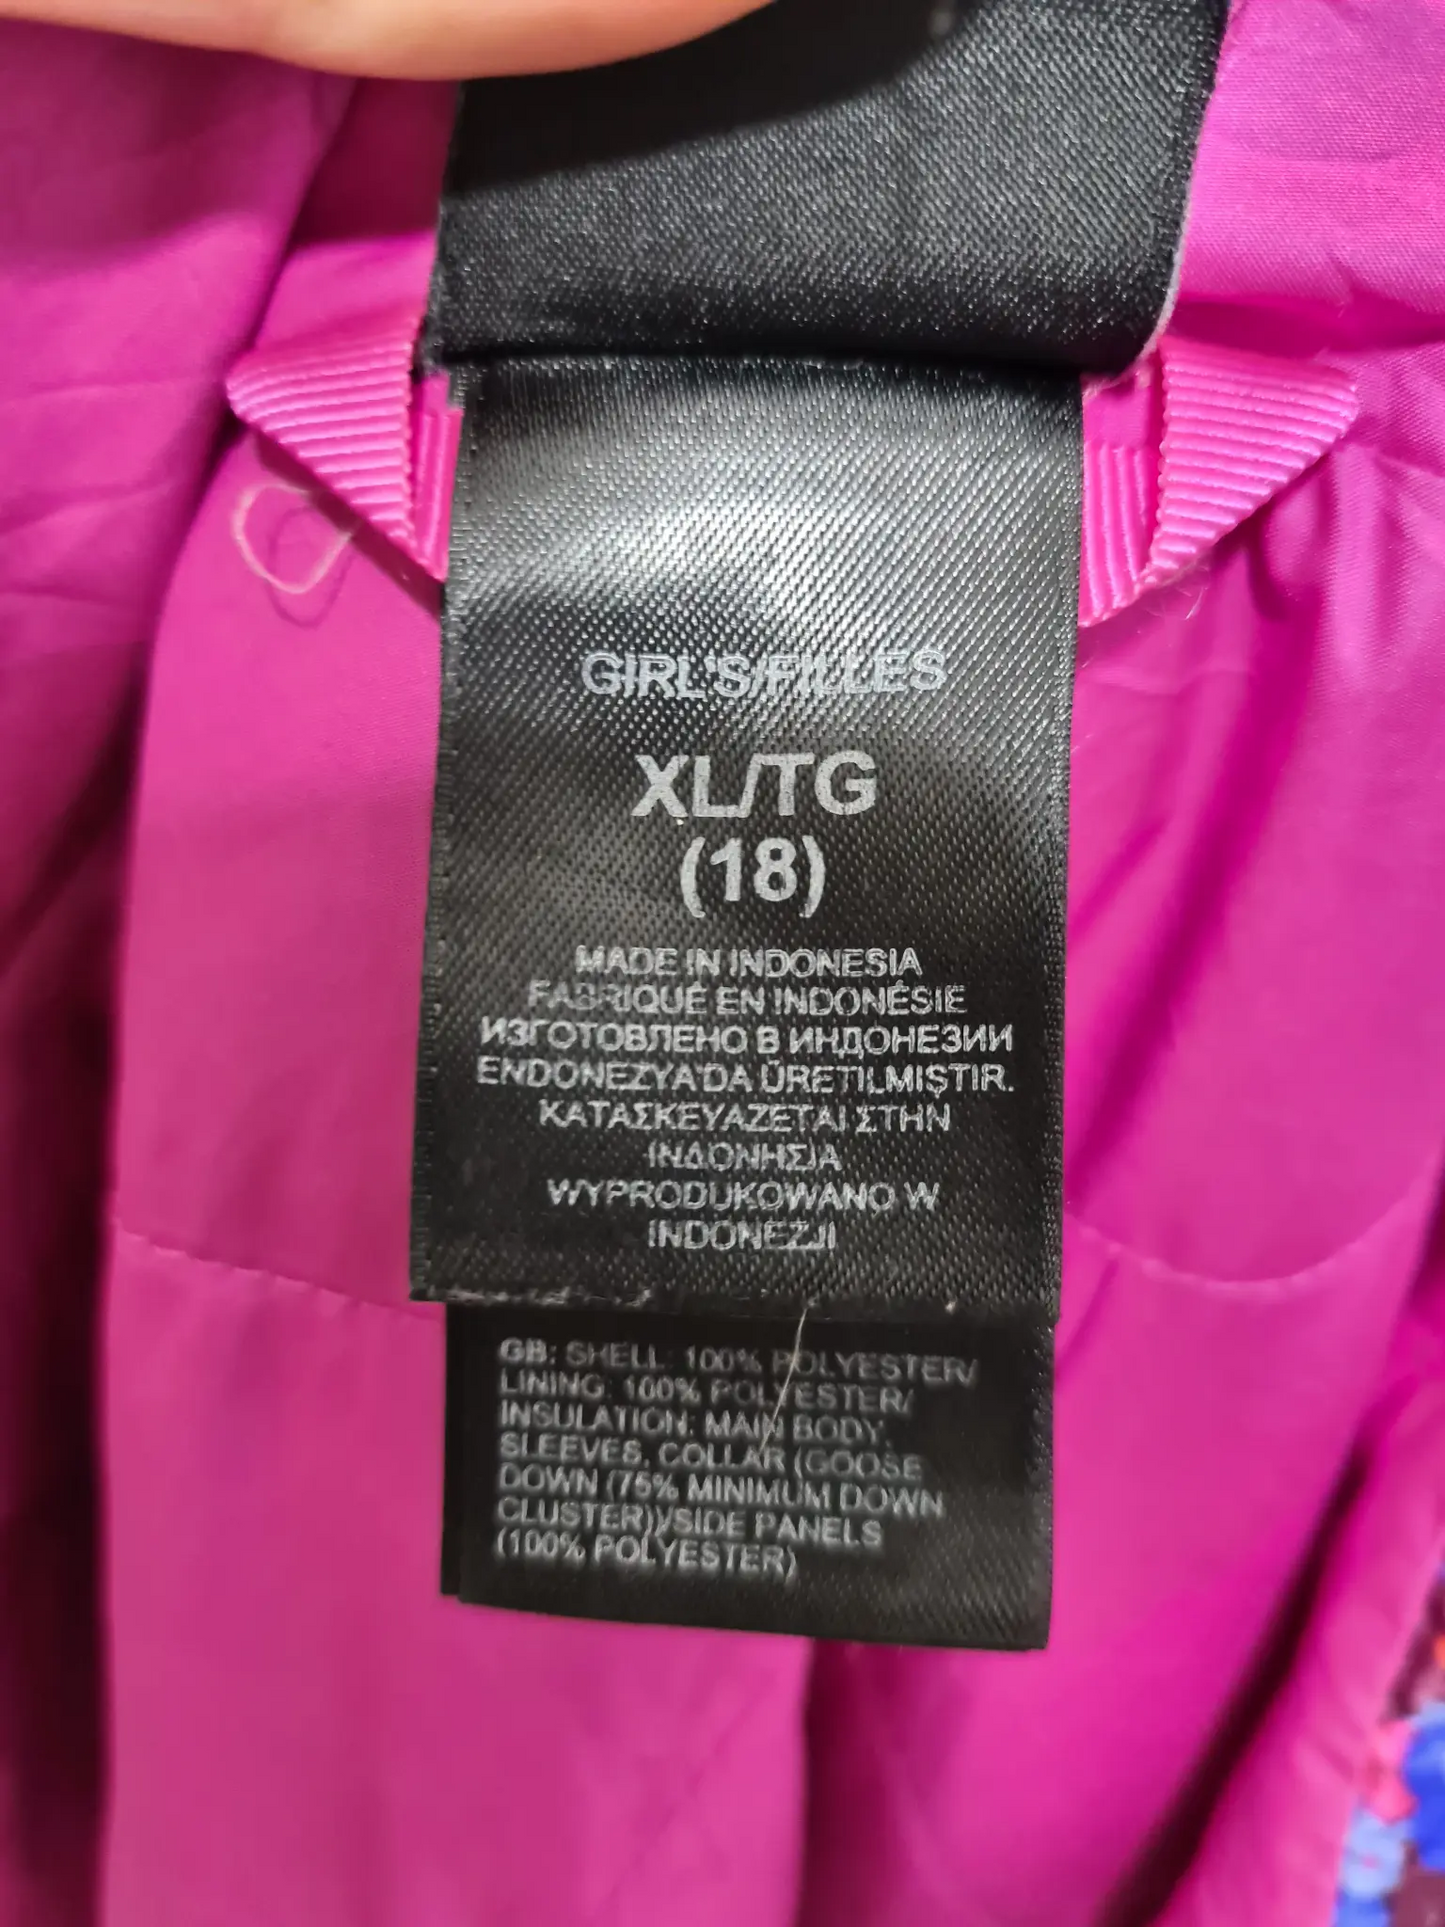 GIRL'S/FILLES
XL/TG
(18)
MADE IN INDONESIA
FABRIQUÉ EN INDONÉSIE
ИЗГОТОВЛЕНО В ИНДОНЕЗИИ
ENDONEZYA'DA ÜRETILMIŞTIR.
ΚΑΤΑΣΚΕΥΑΖΕΤΑΙ ΣΤΗΝ
ΙΝΔΟΝΗΣΙΑ
WYPRODUKOWANO W
INDONEZJI
GB: SHELL: 100% POLYESTER/
LINING: 100% POLYESTER/
INSULATION: MAIN BODY,
SLEEVES, COLLAR (GOOSE
DOWN (75% MINIMUM DOWN
CLUSTER))/SIDE PANELS
(100% POLYESTER)